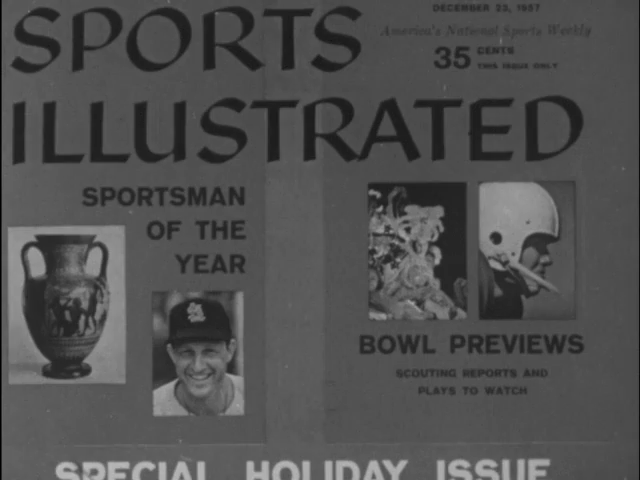 DECEMBER 23, 1957
SPORTS
America's National Sports Weekly
35 CENTS
THIS ISSUE ONLY
ILLUSTRATED
SPORTSMAN
OF THE
YEAR
BOWL PREVIEWS
SCOUTING REPORTS AND
PLAYS TO WATCH
SPECIAL HOLIDAY ISSUE